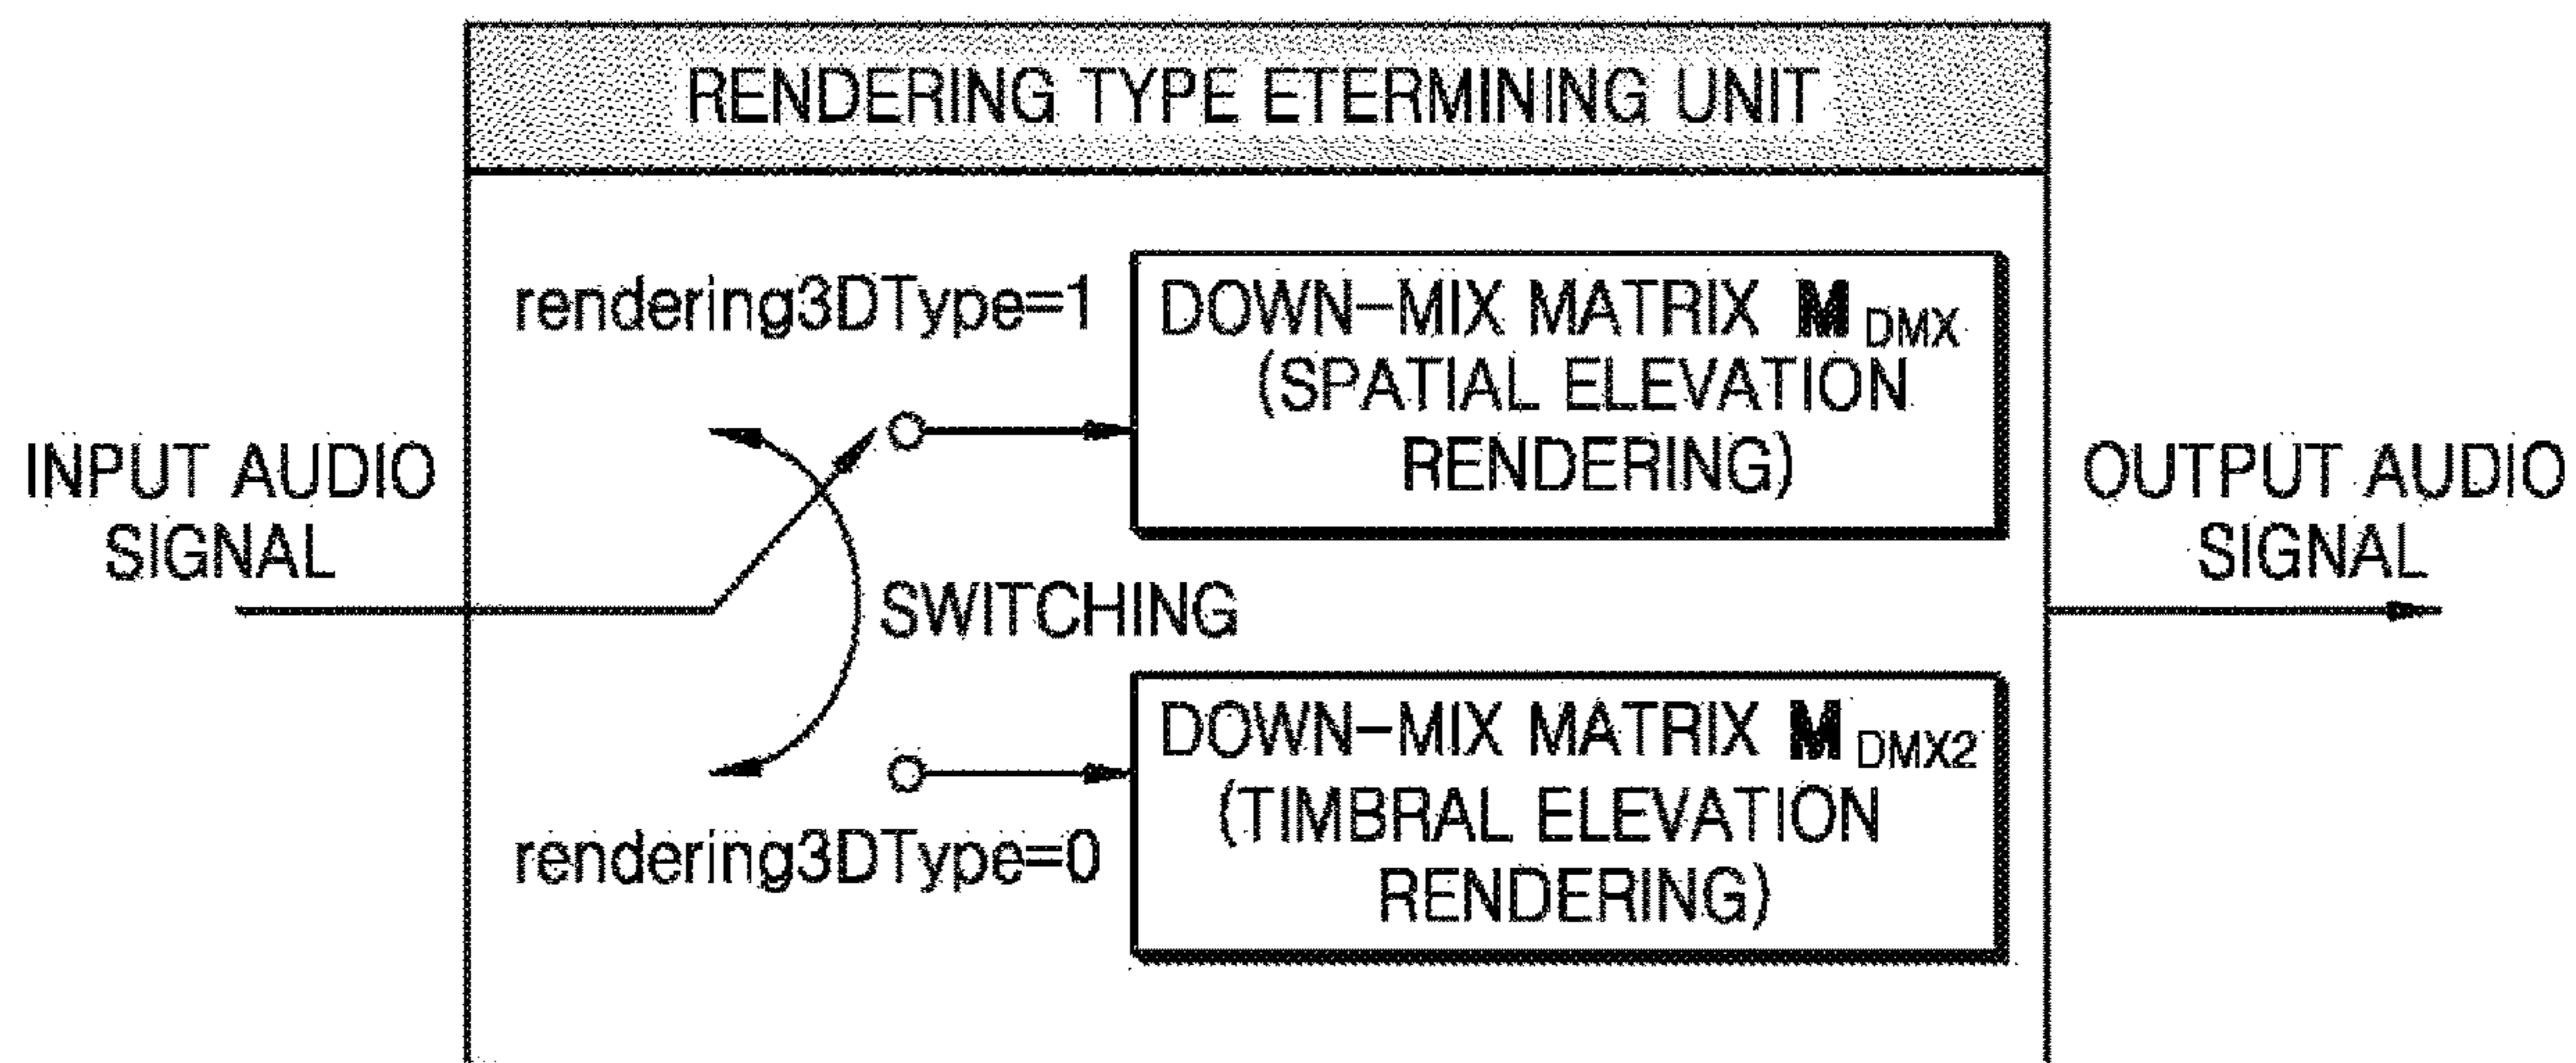 RENDERING TYPE ETERMINING UNIT
rendering3DType=1
DOWN-MIX MATRIX M DMX
(SPATIAL ELEVATION
RENDERING)
INPUT AUDIO
SIGNAL
SWITCHING
OUTPUT AUDIO
SIGNAL
DOWN-MIX MATRIX M DMX2
(TIMBRAL ELEVATION
RENDERING)
rendering3DType=0